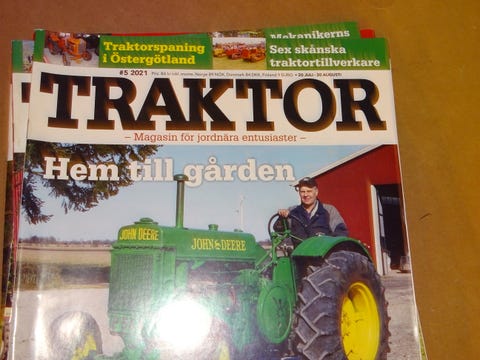 Traktorspaning
i Östergötland
Mekanikerns
Sex skånska
traktortillverkare
#5 2021
20 JULI - 30 AUGUSTI
TRAKTOR
– Magasin för jordnära entusiaster –
Hem till gården
JOHN DEERE
JOHN DEERE